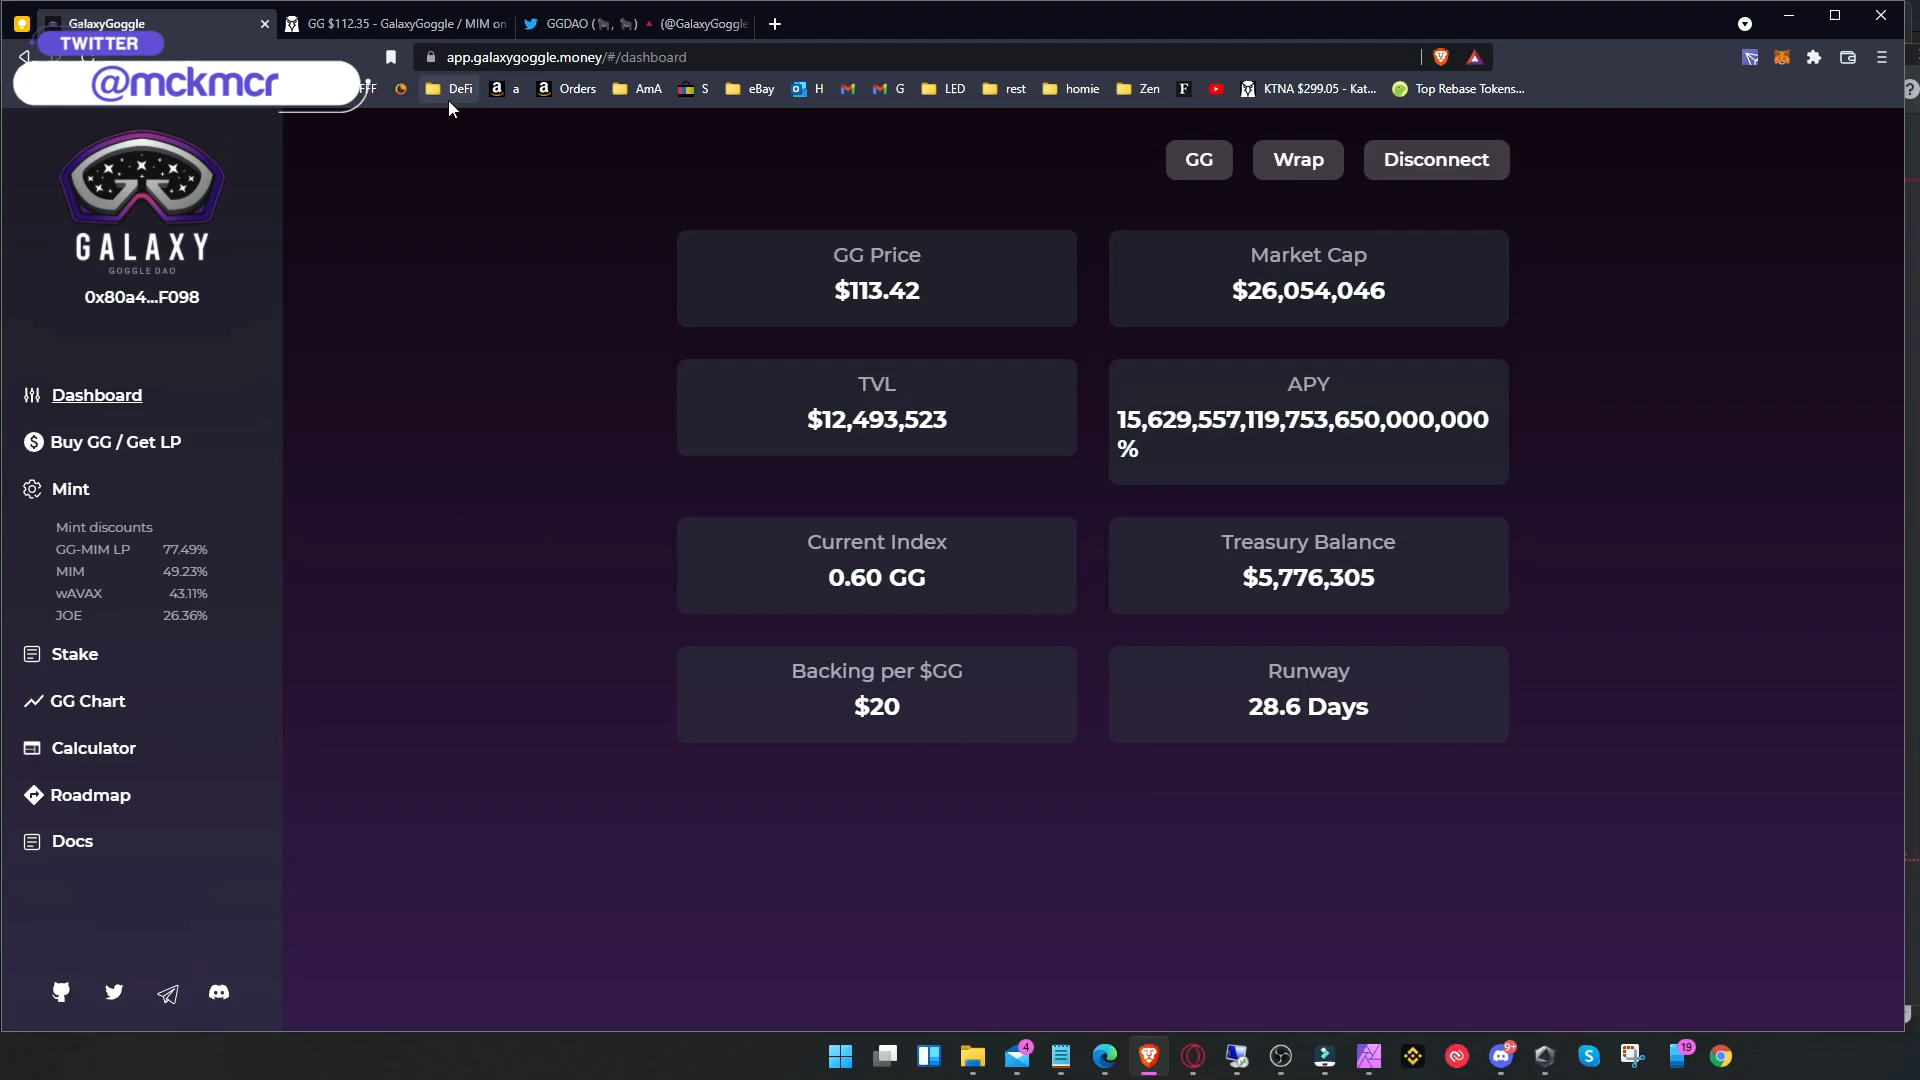 GalaxyGoggle
GG $112.35 - GalaxyGoggle / MIM on
GGDAO (🦍, 🦍) 🔺 (@GalaxyGoggle
TWITTER
@mckmcr
app.galaxygoggle.money/#/dashboard
DeFi
a
Orders
AmA
S
eBay
H
G
LED
rest
homie
Zen
KTNA $299.05 - Kat...
Top Rebase Tokens...
GALAXY
GOGGLE DAO
0x80a4...F098
GG
Wrap
Disconnect
GG Price
$113.42
Market Cap
$26,054,046
TVL
$12,493,523
APY
15,629,557,119,753,650,000,000
%
Current Index
0.60 GG
Treasury Balance
$5,776,305
Backing per $GG
$20
Runway
28.6 Days
Dashboard
Buy GG / Get LP
Mint
Mint discounts
GG-MIM LP 77.49%
MIM 49.23%
wAVAX 43.11%
JOE 26.36%
Stake
GG Chart
Calculator
Roadmap
Docs
4
9+
19